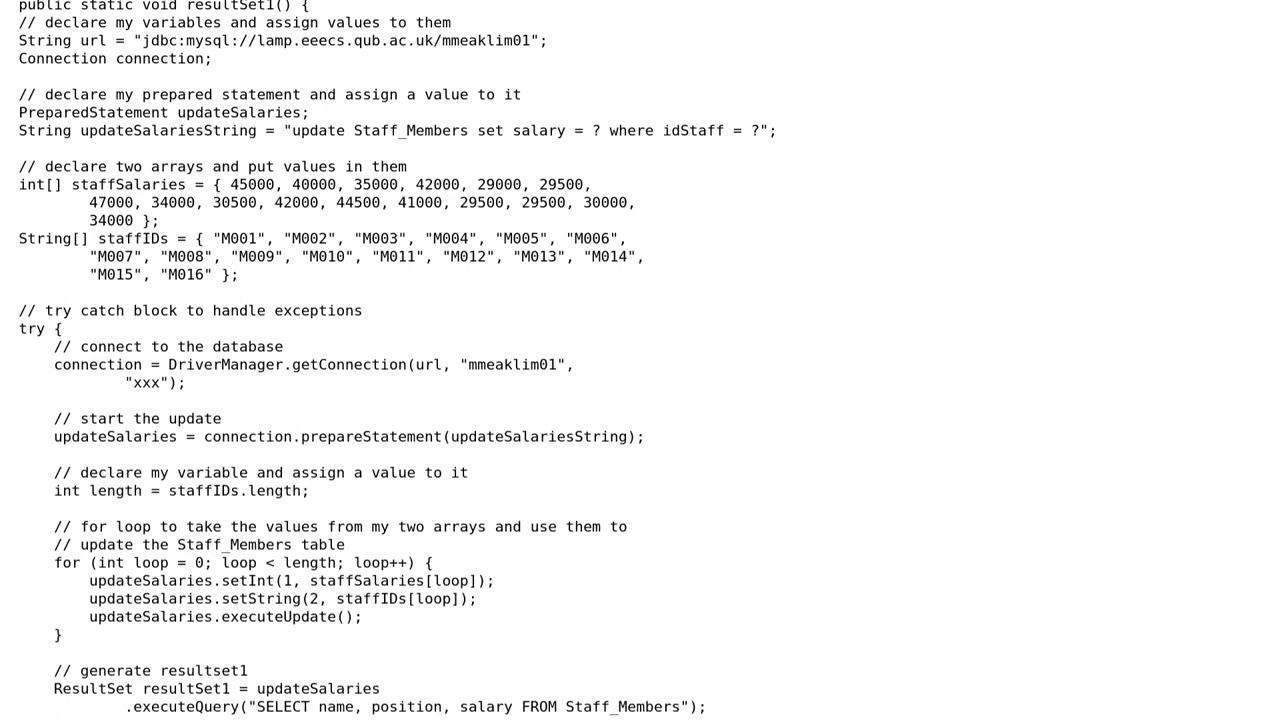 public static void resultSet1() {
// declare my variables and assign values to them
String url = "jdbc:mysql://lamp.eeecs.qub.ac.uk/mmeaklim01";
Connection connection;
// declare my prepared statement and assign a value to it
PreparedStatement updateSalaries;
String updateSalariesString = "update Staff_Members set salary = ? where idStaff = ?";
// declare two arrays and put values in them
int[] staffSalaries = { 45000, 40000, 35000, 42000, 29000, 29500,
47000, 34000, 30500, 42000, 44500, 41000, 29500, 29500, 30000,
34000 };
String[] staffIDs = { "M001", "M002", "M003", "M004", "M005", "M006",
"M007", "M008", "M009", "M010", "M011", "M012", "M013", "M014",
"M015", "M016" };
// try catch block to handle exceptions
try {
// connect to the database
connection = DriverManager.getConnection(url, "mmeaklim01",
"xxx");
// start the update
updateSalaries = connection.prepareStatement(updateSalariesString);
// declare my variable and assign a value to it
int length = staffIDs.length;
// for loop to take the values from my two arrays and use them to
// update the Staff_Members table
for (int loop = 0; loop < length; loop++) {
updateSalaries.setInt(1, staffSalaries[loop]);
updateSalaries.setString(2, staffIDs[loop]);
updateSalaries.executeUpdate();
}
// generate resultset1
ResultSet resultSet1 = updateSalaries
.executeQuery("SELECT name, position, salary FROM Staff_Members");